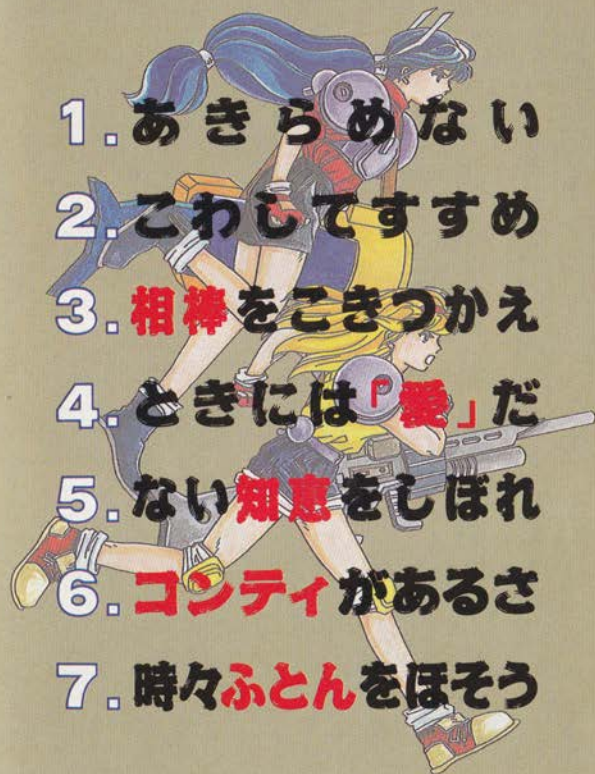 1.あきらめない
2.こわしてすすめ
3.相棒をこきつかえ
4.ときには「愛」だ
5.ない知恵をしぼれ
6.コンティがあるさ
7.時々ふとんをほそう